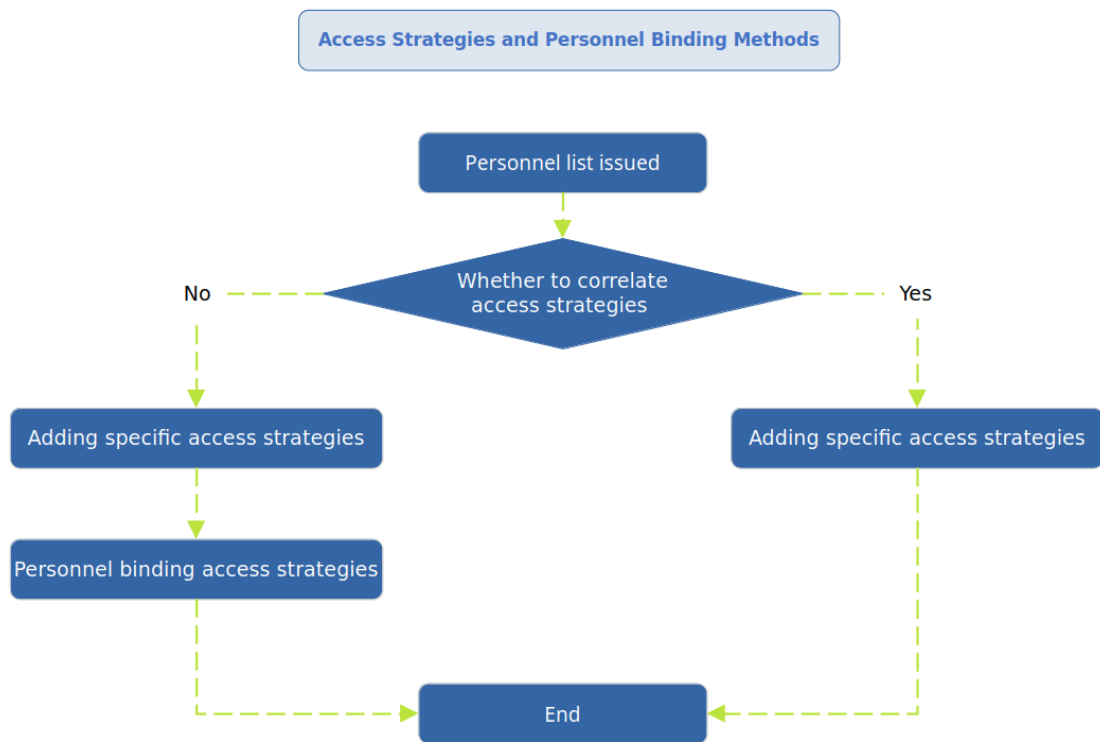 Access Strategies and Personnel Binding Methods
Personnel list issued
Whether to correlate
access strategies
No
Yes
Adding specific access strategies
Adding specific access strategies
Personnel binding access strategies
End